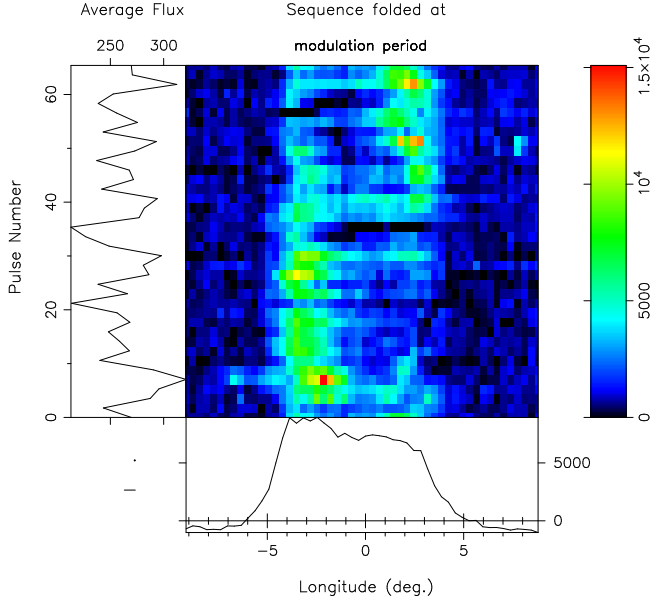 Average Flux
Sequence folded at
250 300
modulation period
1.5×10⁴
10⁴
5000
0
Pulse Number
60
40
20
0
5000
0
−5 0 5
Longitude (deg.)